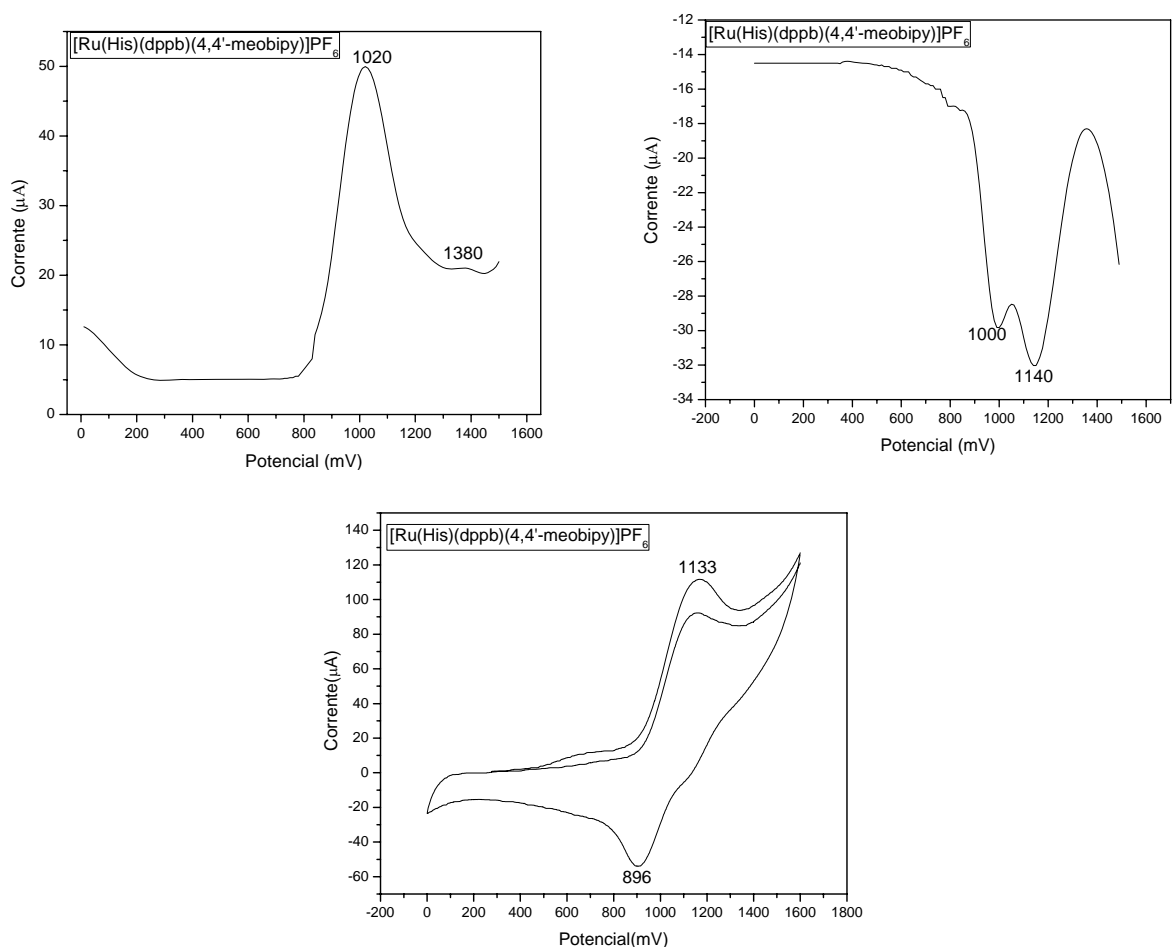 [Ru(His)(dppb)(4,4'-meobipy)]PF6
1020
1380
50
40
30
20
10
0
Corrente (μA)
0 200 400 600 800 1000 1200 1400 1600
Potencial (mV)
[Ru(His)(dppb)(4,4'-meobipy)]PF6
-12
-14
-16
-18
-20
-22
-24
-26
-28
-30
-32
-34
Corrente (μA)
1000
1140
-200 0 200 400 600 800 1000 1200 1400 1600
Potencial (mV)
[Ru(His)(dppb)(4,4'-meobipy)]PF6
1133
140
120
100
80
60
40
20
0
-20
-40
-60
Corrente(μA)
896
-200 0 200 400 600 800 1000 1200 1400 1600 1800
Potencial(mV)